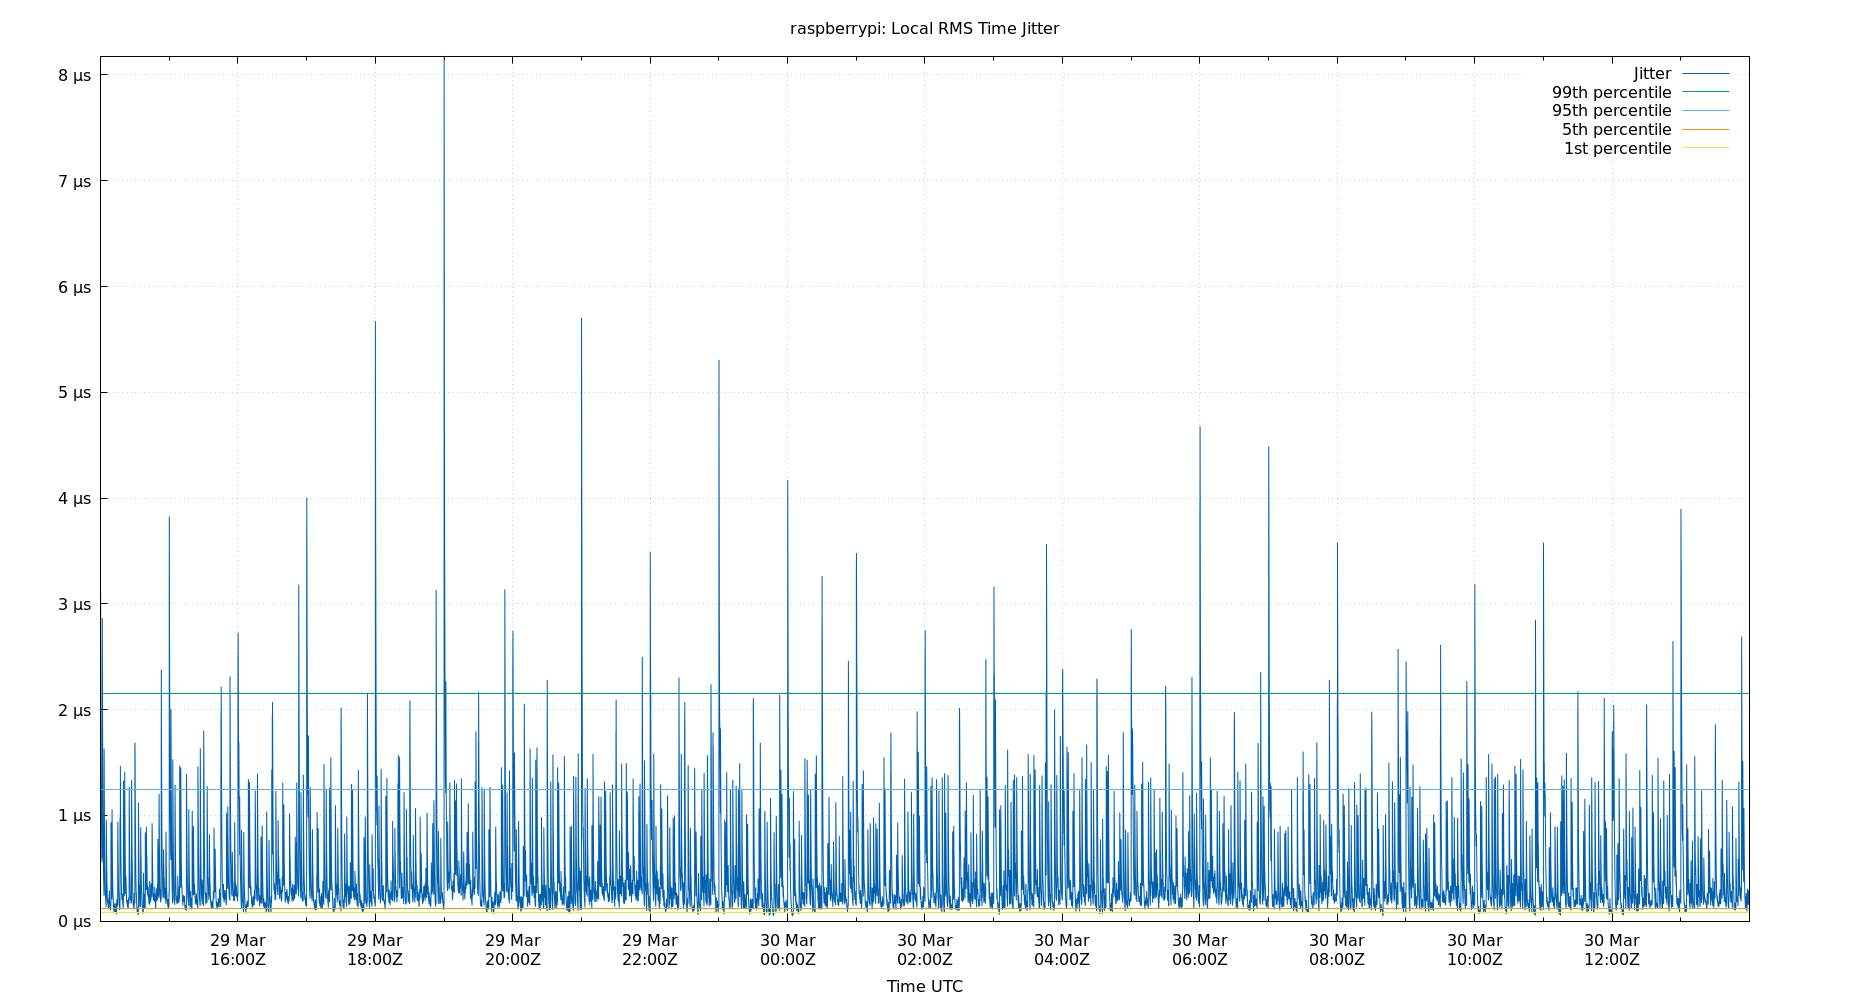 raspberrypi: Local RMS Time Jitter
8 µs
7 µs
6 µs
5 µs
4 µs
3 µs
2 µs
1 µs
0 µs
Jitter
99th percentile
95th percentile
5th percentile
1st percentile
29 Mar 29 Mar 29 Mar 29 Mar 30 Mar 30 Mar 30 Mar 30 Mar 30 Mar 30 Mar 30 Mar
16:00Z 18:00Z 20:00Z 22:00Z 00:00Z 02:00Z 04:00Z 06:00Z 08:00Z 10:00Z 12:00Z
Time UTC